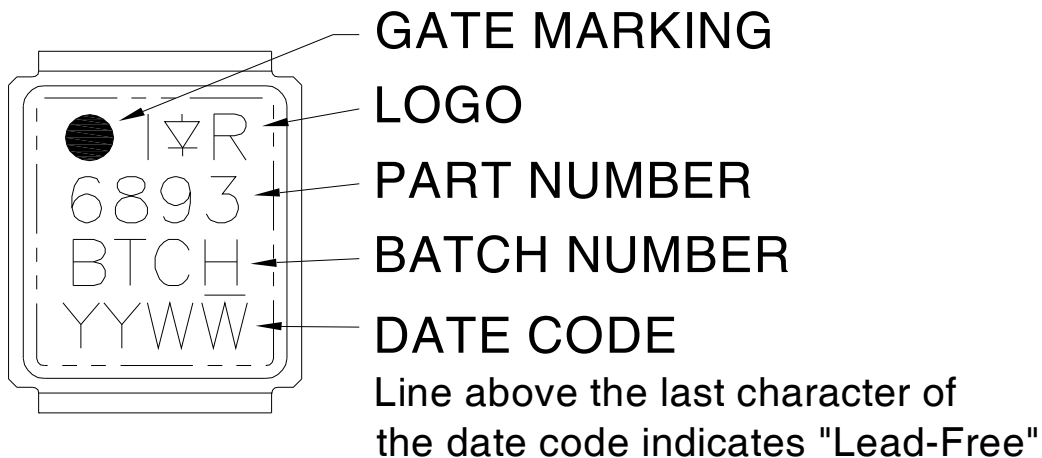 GATE MARKING
I R
LOGO
6893
PART NUMBER
BTCH
BATCH NUMBER
YYWW
DATE CODE
Line above the last character of
the date code indicates "Lead-Free"